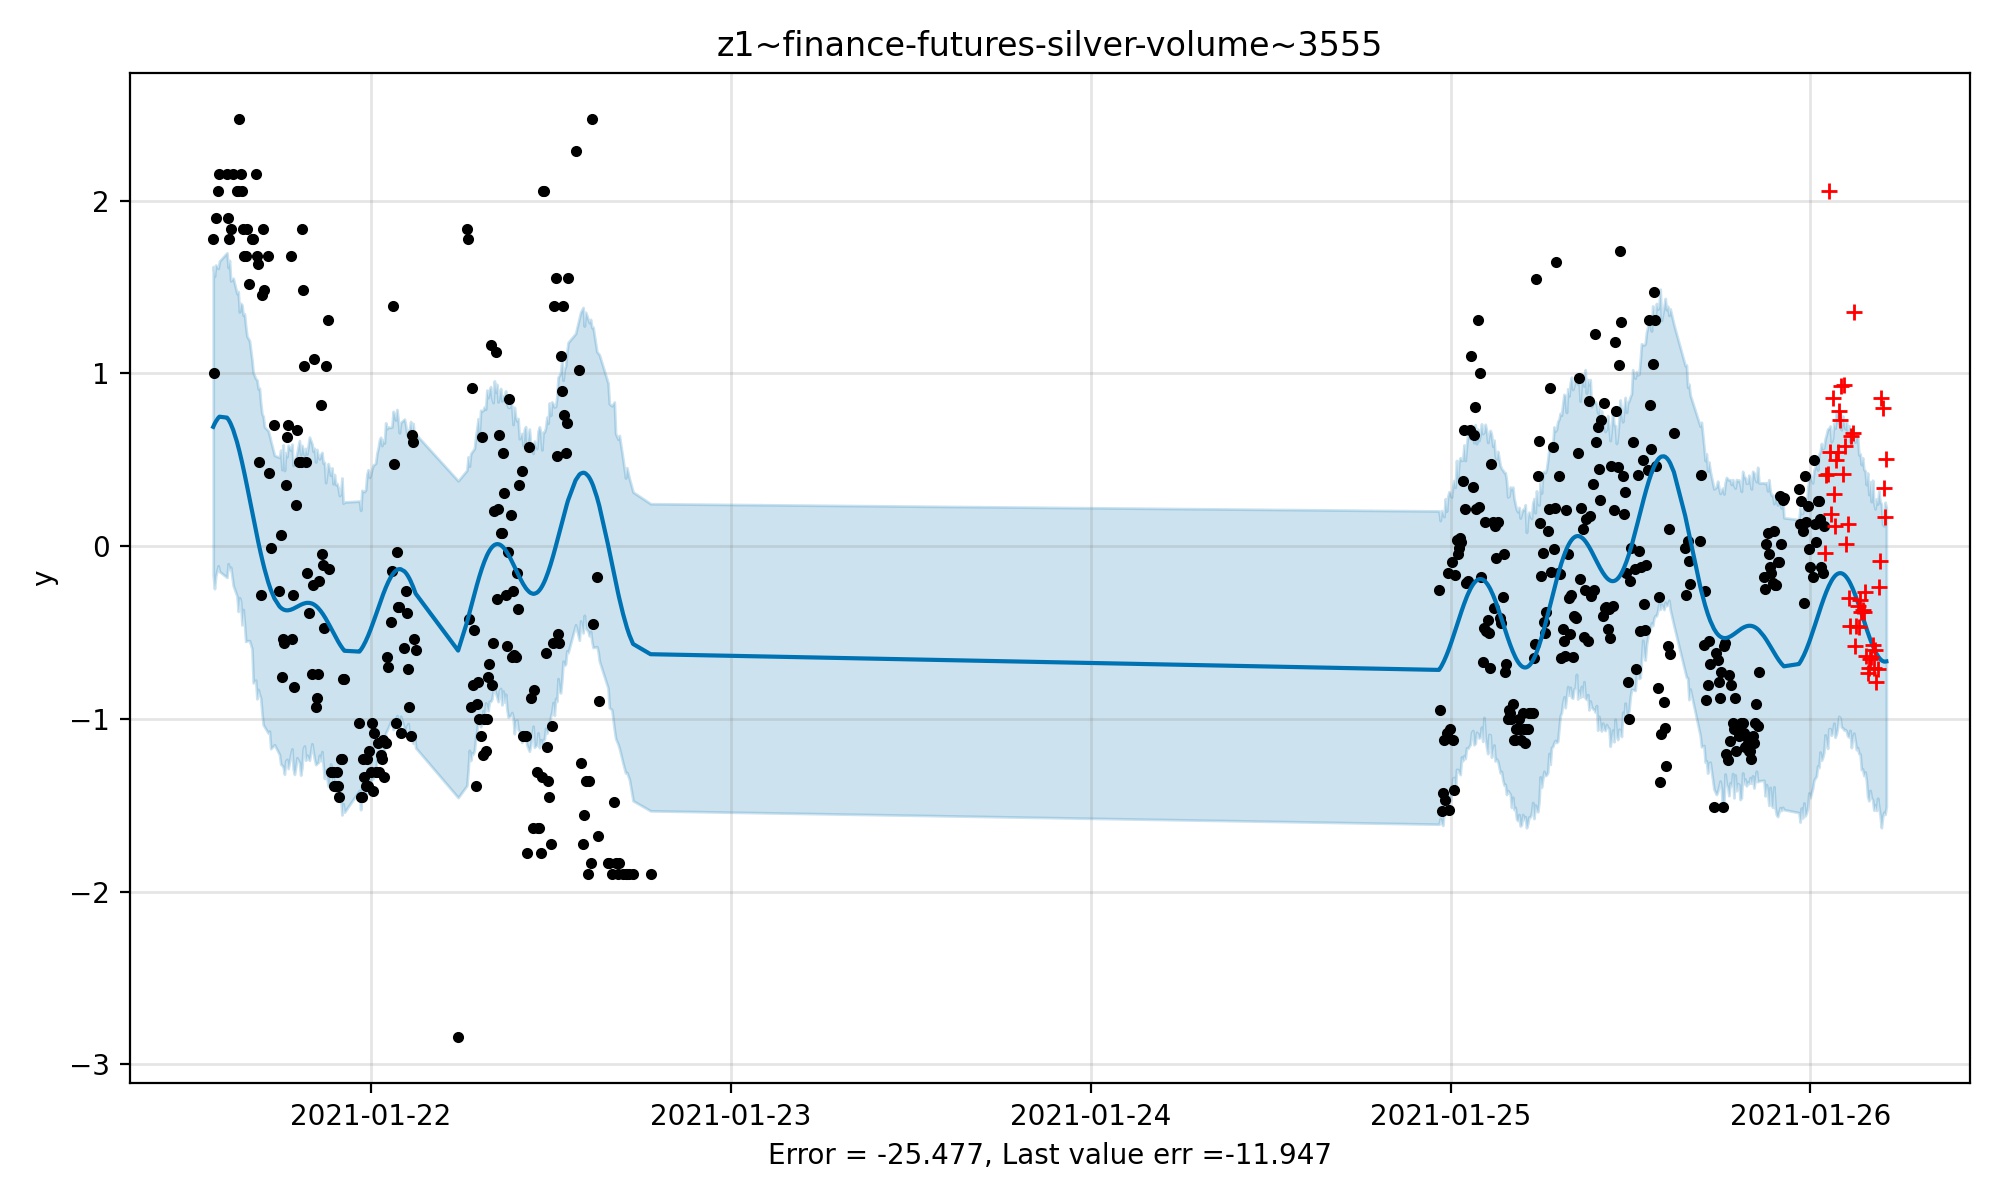 z1~finance-futures-silver-volume~3555
y
2
1
0
−1
−2
−3
2021-01-22 2021-01-23 2021-01-24 2021-01-25 2021-01-26
Error = -25.477, Last value err =-11.947